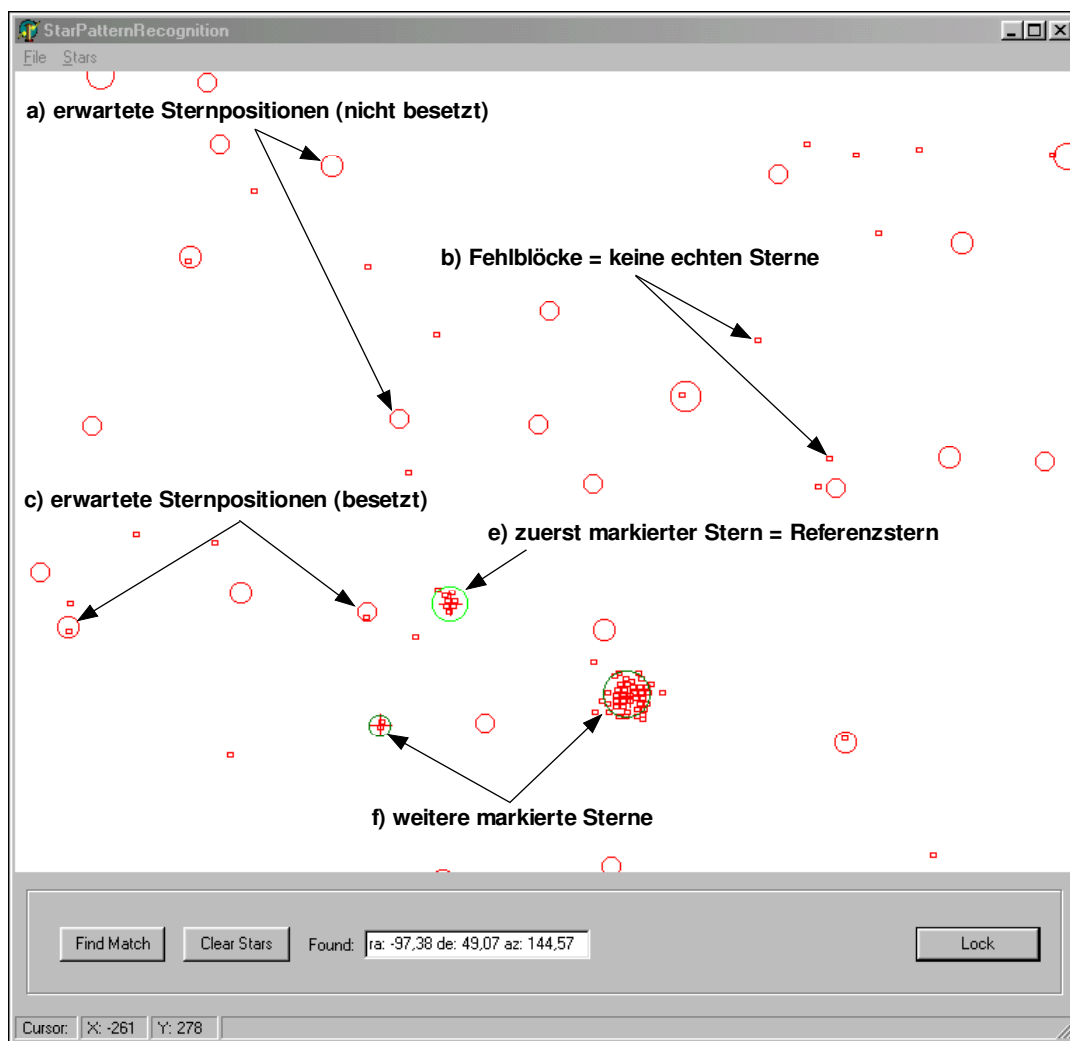 StarPatternRecognition
File Stars
a) erwartete Sternpositionen (nicht besetzt)
b) Fehlblöcke = keine echten Sterne
c) erwartete Sternpositionen (besetzt)
e) zuerst markierter Stern = Referenzstern
f) weitere markierte Sterne
Find Match Clear Stars Found: ra: -97,38 de: 49,07 az: 144,57 Lock
Cursor: X: -261 Y: 278